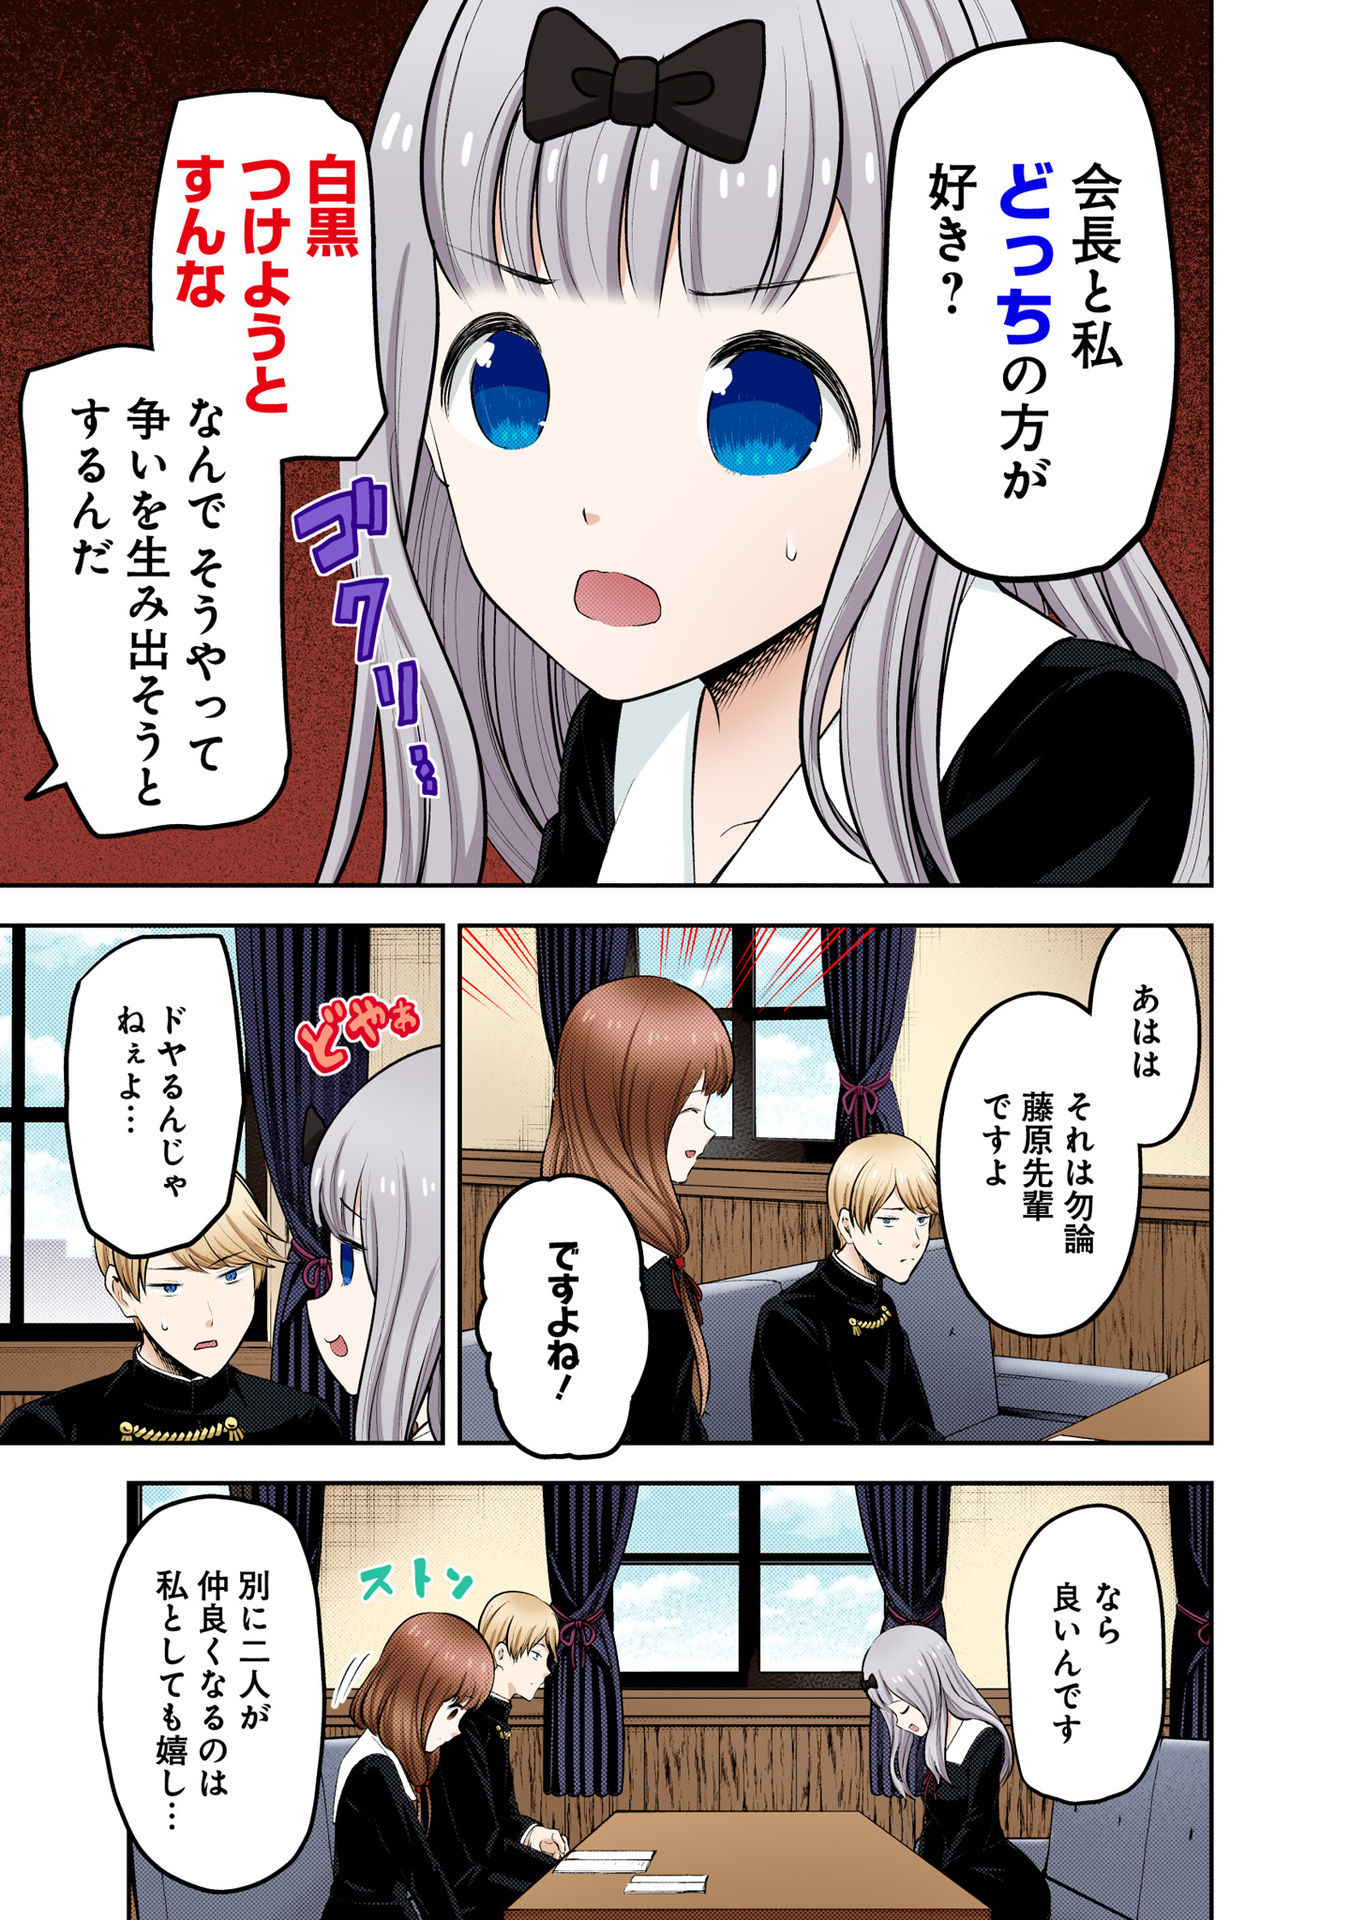 会長と私
どっちの方が
好き?
白黒
つけようと
すんな
なんでそうやって
争いを生み出そうと
するんだ
ゴクリ…
あはは
それは勿論
藤原先輩
ですよ
ですよね!
どやぁ
ドヤるんじゃ
ねぇよ…
なら
良いんです
ストン
別に二人が
仲良くなるのは
私としても嬉し…